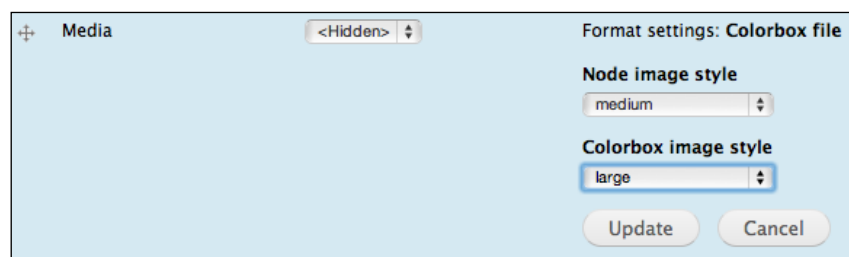 Media <Hidden> Format settings: Colorbox file
Node image style
medium
Colorbox image style
large
Update Cancel